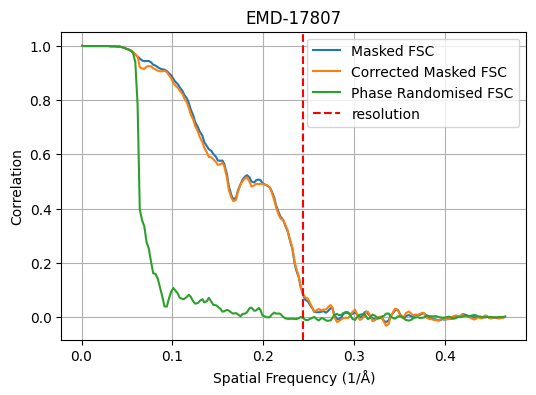 EMD-17807
Masked FSC
Corrected Masked FSC
Phase Randomised FSC
resolution
Correlation
1.0
0.8
0.6
0.4
0.2
0.0
0.0 0.1 0.2 0.3 0.4
Spatial Frequency (1/Å)